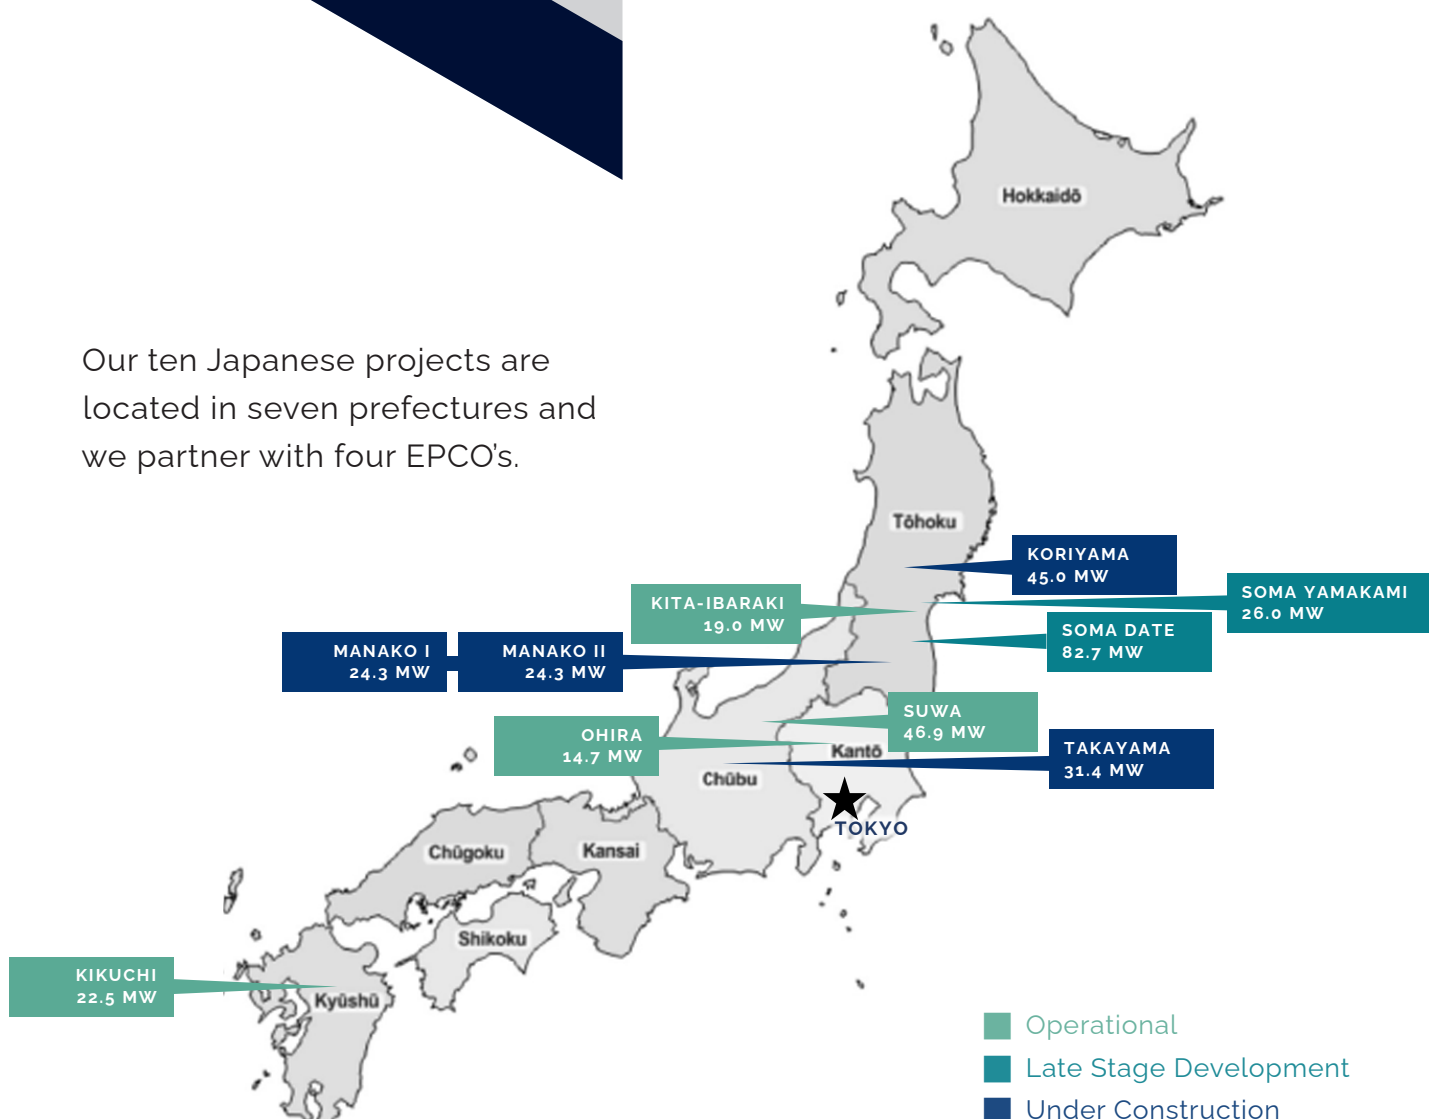 Our ten Japanese projects are
located in seven prefectures and
we partner with four EPCO’s.
Hokkaidō
Tōhoku
KORIYAMA
45.0 MW
SOMA YAMAKAMI
26.0 MW
KITA-IBARAKI
19.0 MW
SOMA DATE
82.7 MW
MANAKO I
24.3 MW
MANAKO II
24.3 MW
SUWA
46.9 MW
OHIRA
14.7 MW
Kantō
TAKAYAMA
31.4 MW
Chūbu
TOKYO
Chūgoku
Kansai
Shikoku
KIKUCHI
22.5 MW
Kyūshū
Operational
Late Stage Development
Under Construction